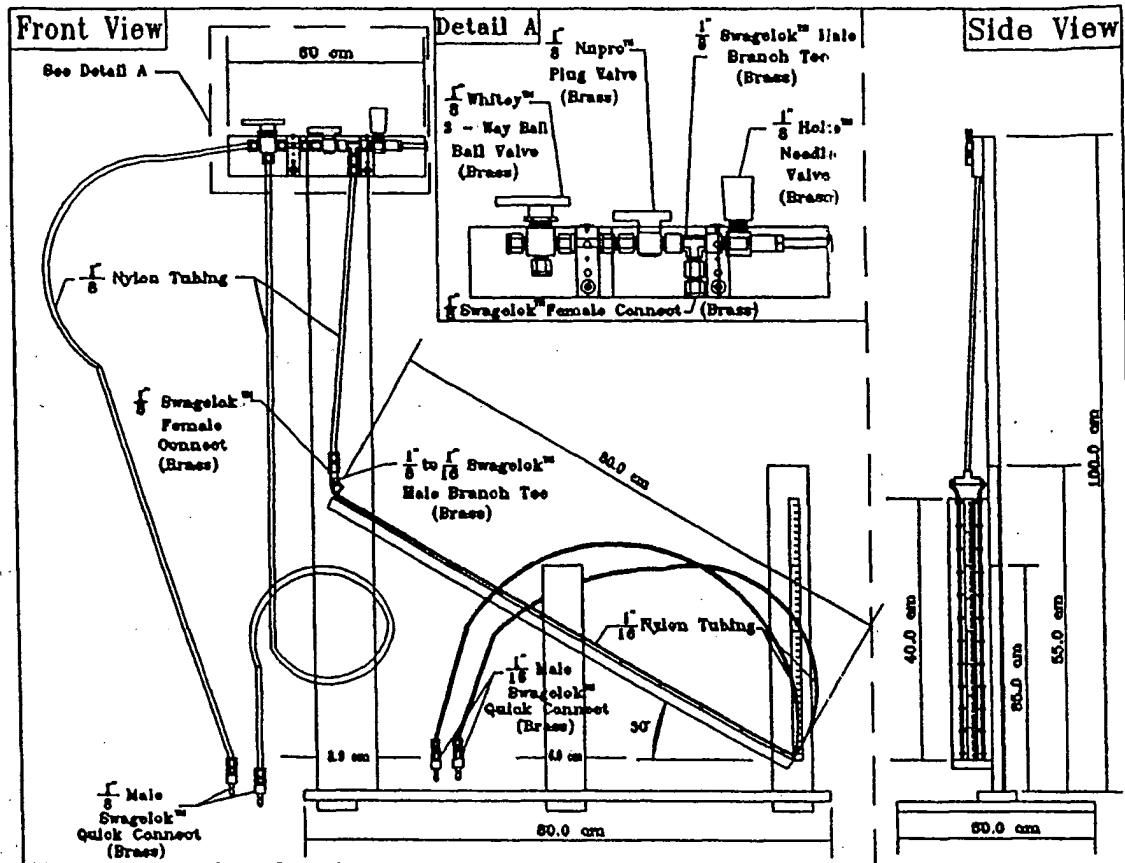 Front View
60 cm
See Detail A
1/8" Nylon Tubing
1/8" Swagelok™
Female
Connect
(Brass)
1/8" to 1/16" Swagelok™
Male Branch Tee
(Brass)
80.0 cm
1/16" Nylon Tubing
1/16" Male
Swagelok™
Quick Connect
(Brass)
30°
1/8" Male
Swagelok™
Quick Connect
(Brass)
80.0 cm
Detail A
1/8" Nupro™
Plug Valve
(Brass)
1/8" Swagelok™ Male
Branch Tee
(Brass)
1/8" Whitey™
3 - Way Ball
Ball Valve
(Brass)
1/8"
Needle
Valve
(Brass)
Swagelok™ Female Connect (Brass)
Side View
100.0 cm
40.0 cm
55.0 cm
60.0 cm